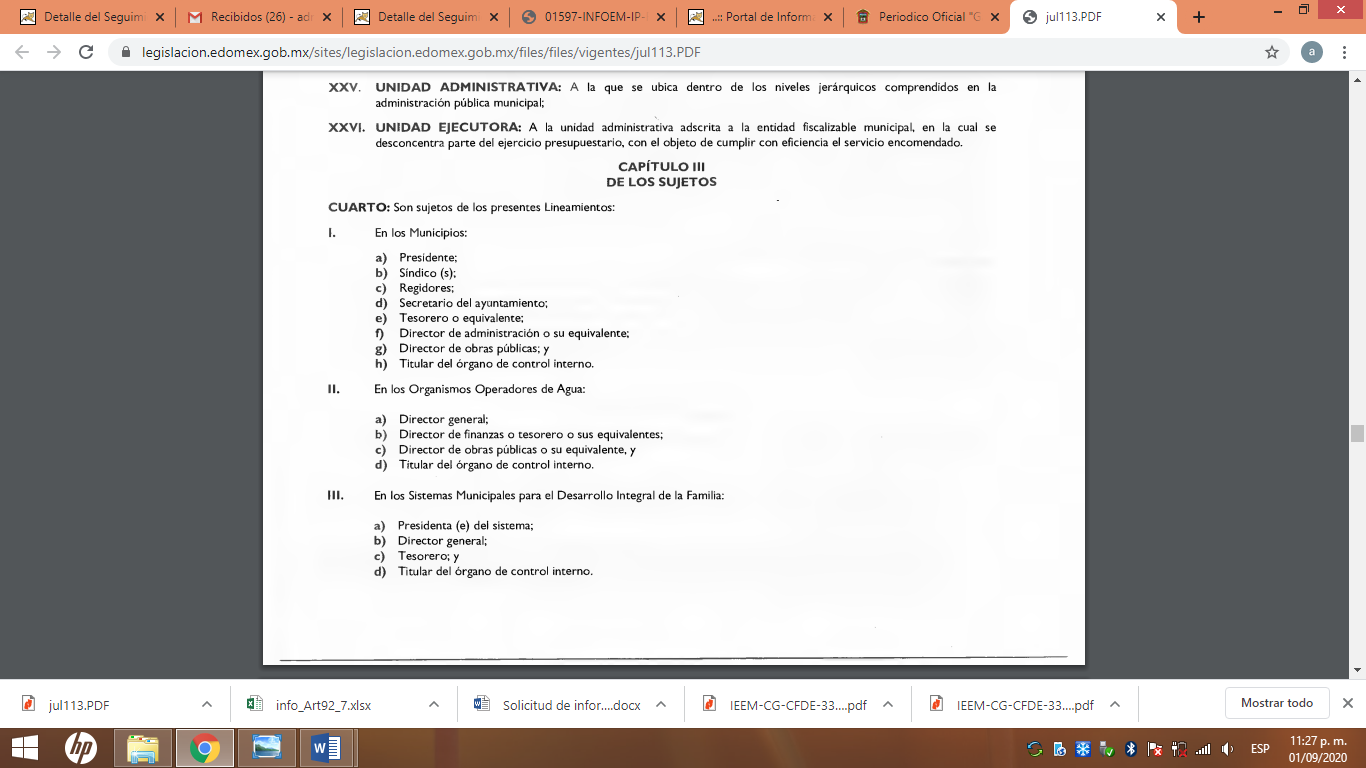 Detalle del Seguimi
Recibidos (26) - adr
Detalle del Seguimi
01597-INFOEM-IP-
..:: Portal de Informa
Periodico Oficial "G
jul113.PDF
legislacion.edomex.gob.mx/sites/legislacion.edomex.gob.mx/files/files/vigentes/jul113.PDF
a
XXV. UNIDAD ADMINISTRATIVA: A la que se ubica dentro de los niveles jerárquicos comprendidos en la
administración pública municipal;
XXVI. UNIDAD EJECUTORA: A la unidad administrativa adscrita a la entidad fiscalizable municipal, en la cual se
desconcentra parte del ejercicio presupuestario, con el objeto de cumplir con eficiencia el servicio encomendado.
CAPÍTULO III
DE LOS SUJETOS
CUARTO: Son sujetos de los presentes Lineamientos:
I. En los Municipios:
a) Presidente;
b) Síndico (s);
c) Regidores;
d) Secretario del ayuntamiento;
e) Tesorero o equivalente;
f) Director de administración o su equivalente;
g) Director de obras públicas; y
h) Titular del órgano de control interno.
II. En los Organismos Operadores de Agua:
a) Director general;
b) Director de finanzas o tesorero o sus equivalentes;
c) Director de obras públicas o su equivalente, y
d) Titular del órgano de control interno.
III. En los Sistemas Municipales para el Desarrollo Integral de la Familia:
a) Presidenta (e) del sistema;
b) Director general;
c) Tesorero; y
d) Titular del órgano de control interno.
jul113.PDF
info_Art92_7.xlsx
Solicitud de infor....docx
IEEM-CG-CFDE-33....pdf
IEEM-CG-CFDE-33....pdf
Mostrar todo
hp
ESP
11:27 p. m.
01/09/2020